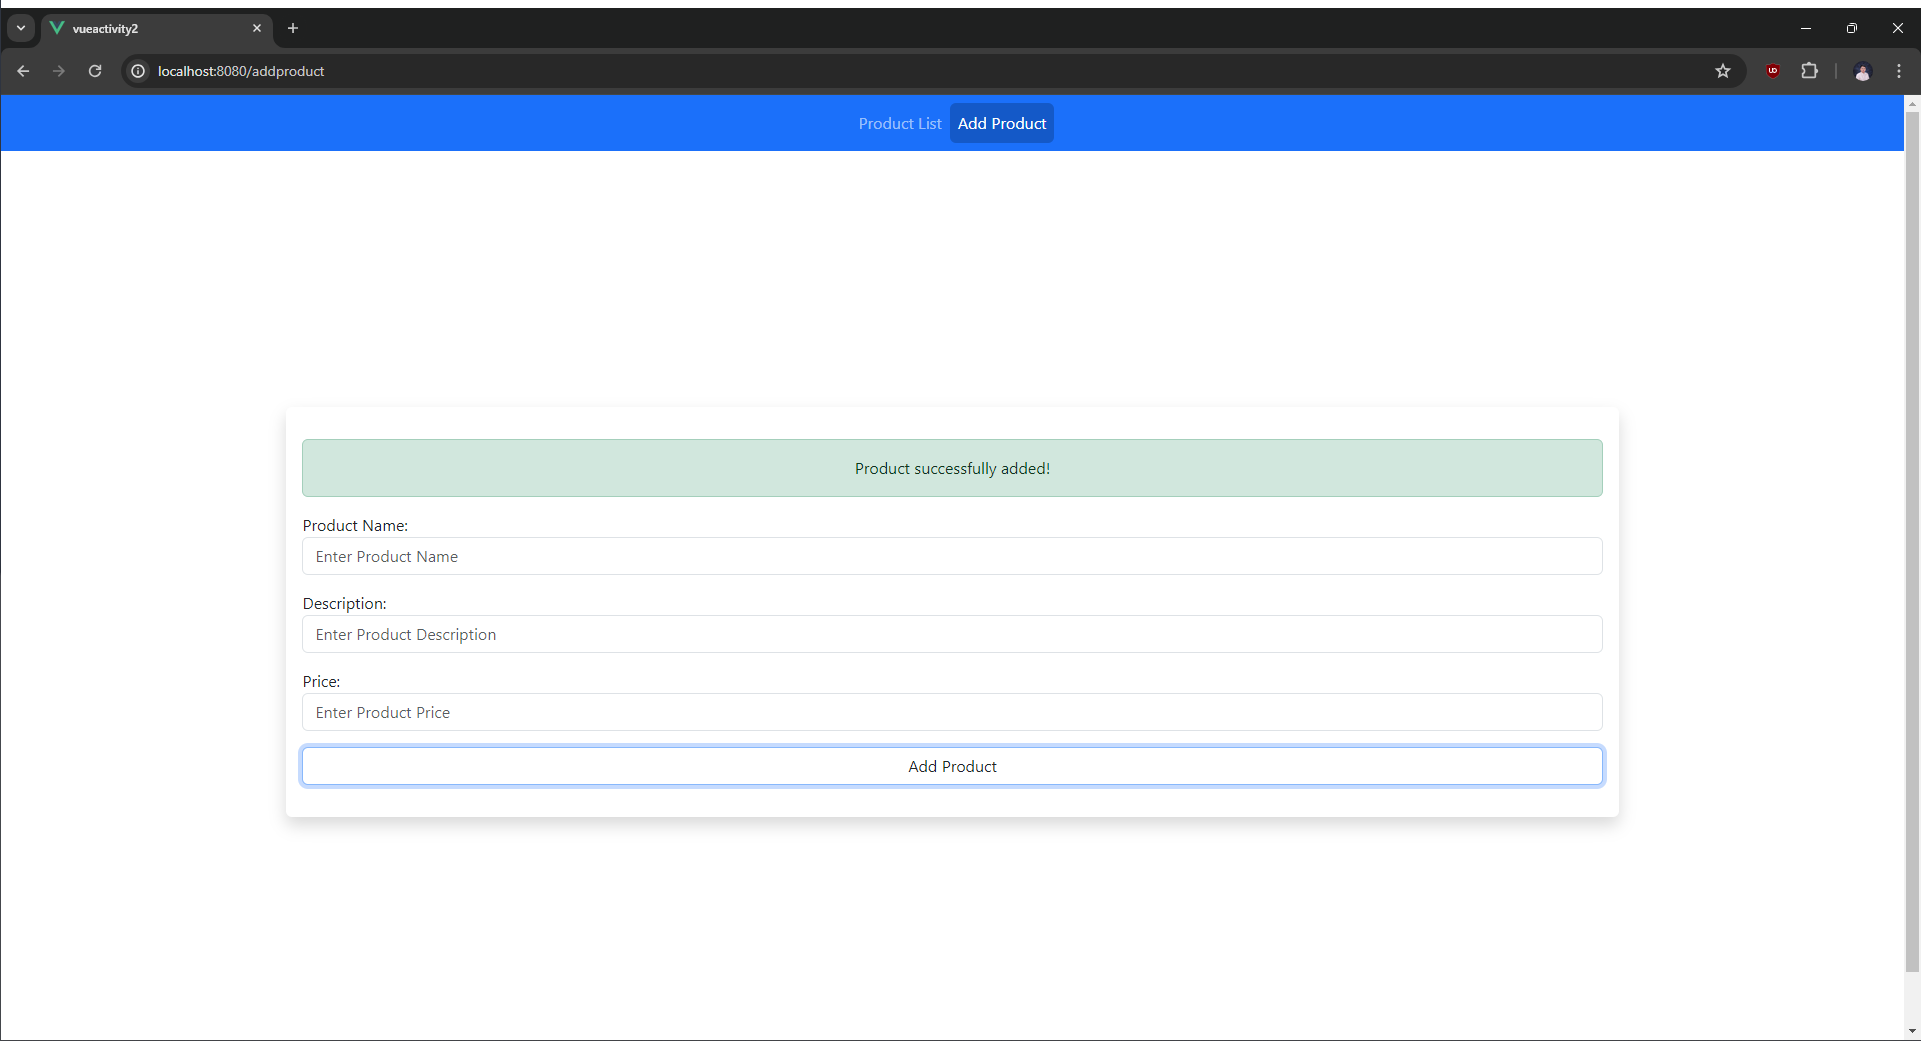 vueactivity2
localhost:8080/addproduct
Product List Add Product
Product successfully added!
Product Name:
Enter Product Name
Description:
Enter Product Description
Price:
Enter Product Price
Add Product